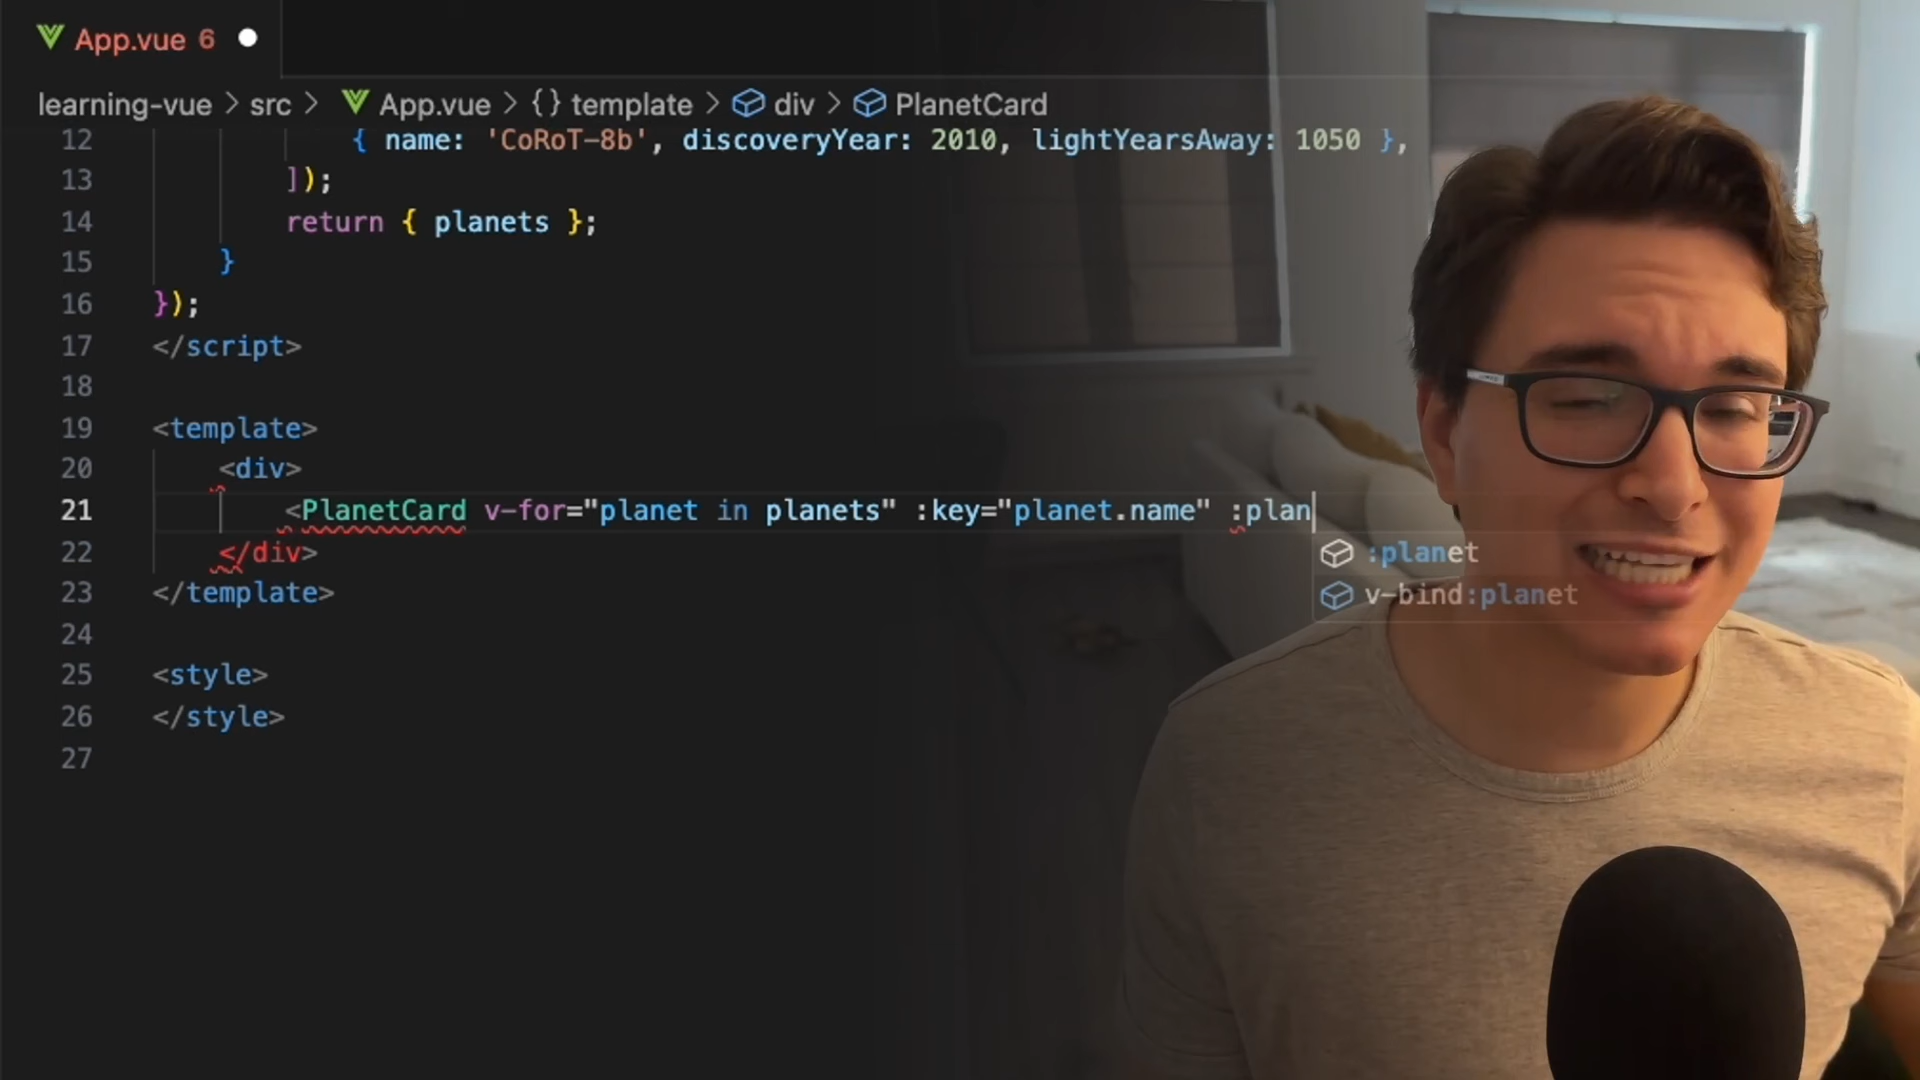 App.vue 6
learning-vue > src > App.vue > {} template > div > PlanetCard
12 { name: 'CoRoT-8b', discoveryYear: 2010, lightYearsAway: 1050 },
13 ]);
14 return { planets };
15 }
16 });
17 </script>
18
19 <template>
20 <div>
21 <PlanetCard v-for="planet in planets" :key="planet.name" :plan
:planet
22 </div>
v-bind:planet
23 </template>
24
25 <style>
26 </style>
27